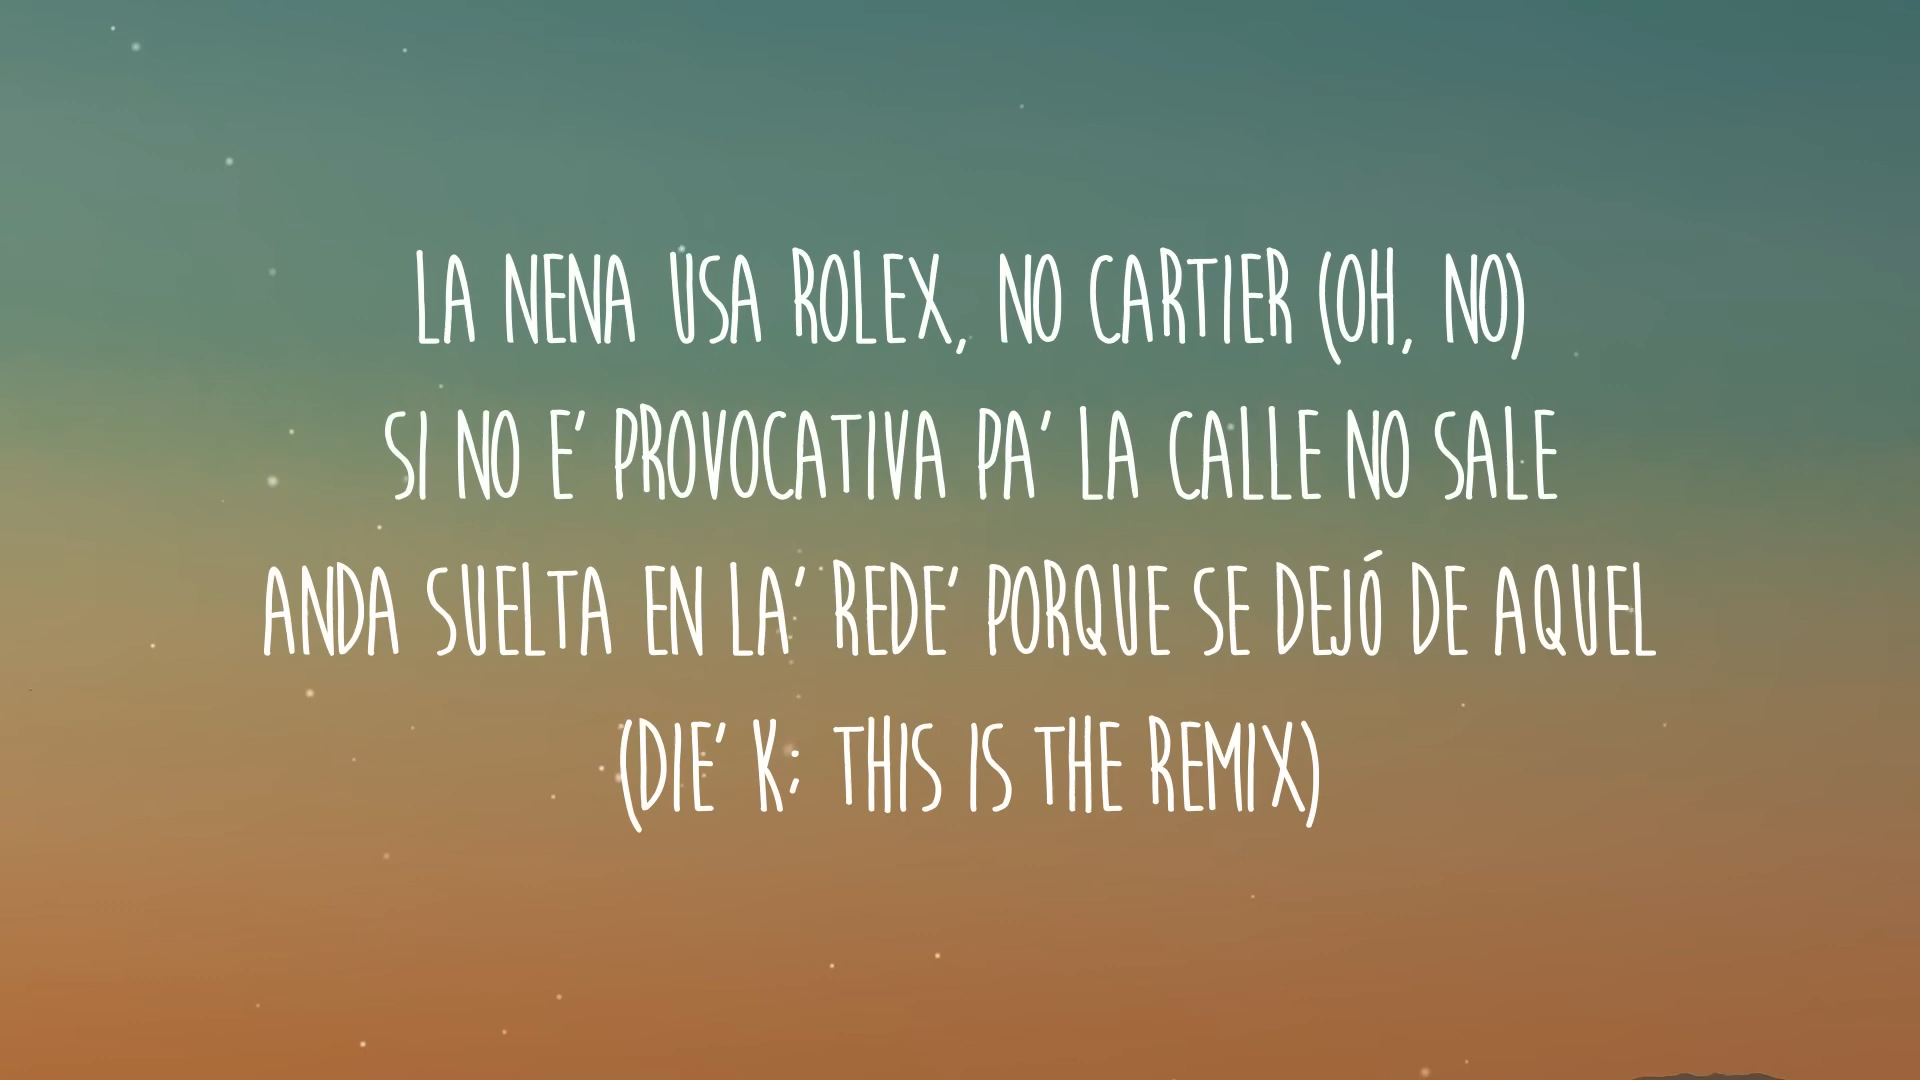 LA NENA USA ROLEX, NO CARTIER (OH, NO)
SI NO E' PROVOCATIVA PA' LA CALLE NO SALE
ANDA SUELTA EN LA' REDE' PORQUE SE DEJÓ DE AQUEL
(DIE' K; THIS IS THE REMIX)